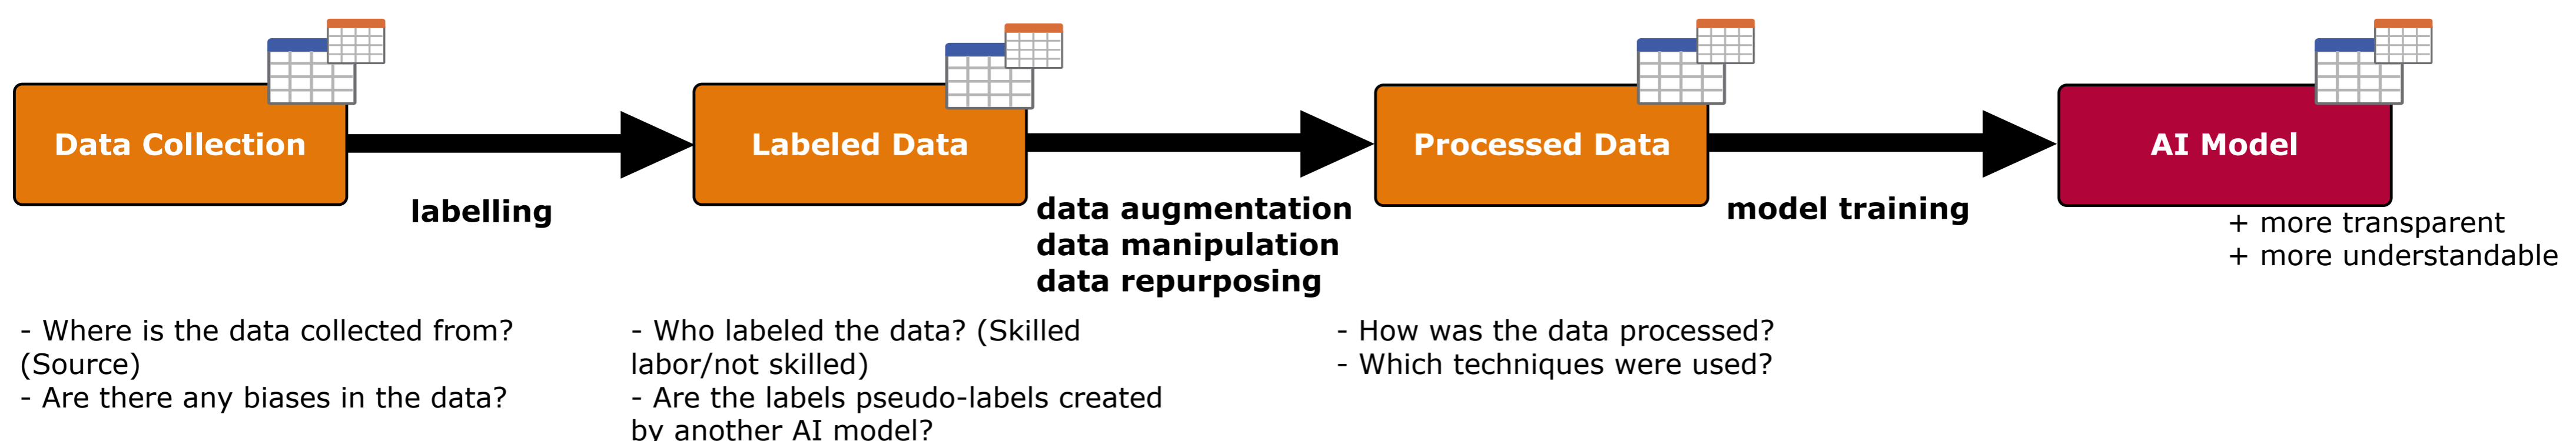 Data Collection
labelling
Labeled Data
data augmentation
data manipulation
data repurposing
Processed Data
model training
AI Model
+ more transparent
+ more understandable
- Where is the data collected from?
(Source)
- Are there any biases in the data?
- Who labeled the data? (Skilled
labor/not skilled)
- Are the labels pseudo-labels created
by another AI model?
- How was the data processed?
- Which techniques were used?